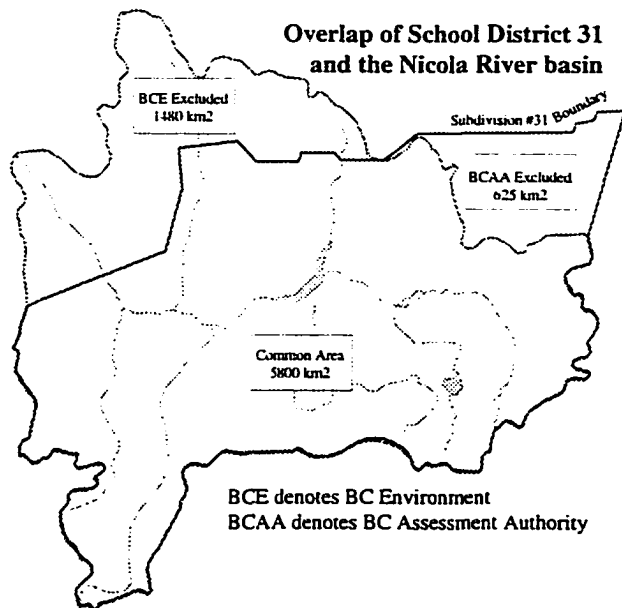 Overlap of School District 31
and the Nicola River basin
BCE Excluded
1480 km2
Subdivision #31 Boundary
BCAA Excluded
625 km2
Common Area
5800 km2
BCE denotes BC Environment
BCAA denotes BC Assessment Authority